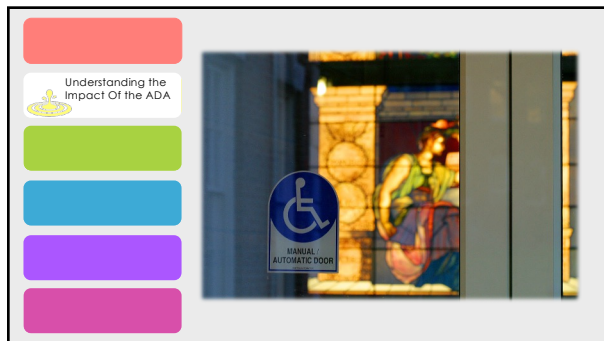 Understanding the
Impact Of the ADA
MANUAL /
AUTOMATIC DOOR